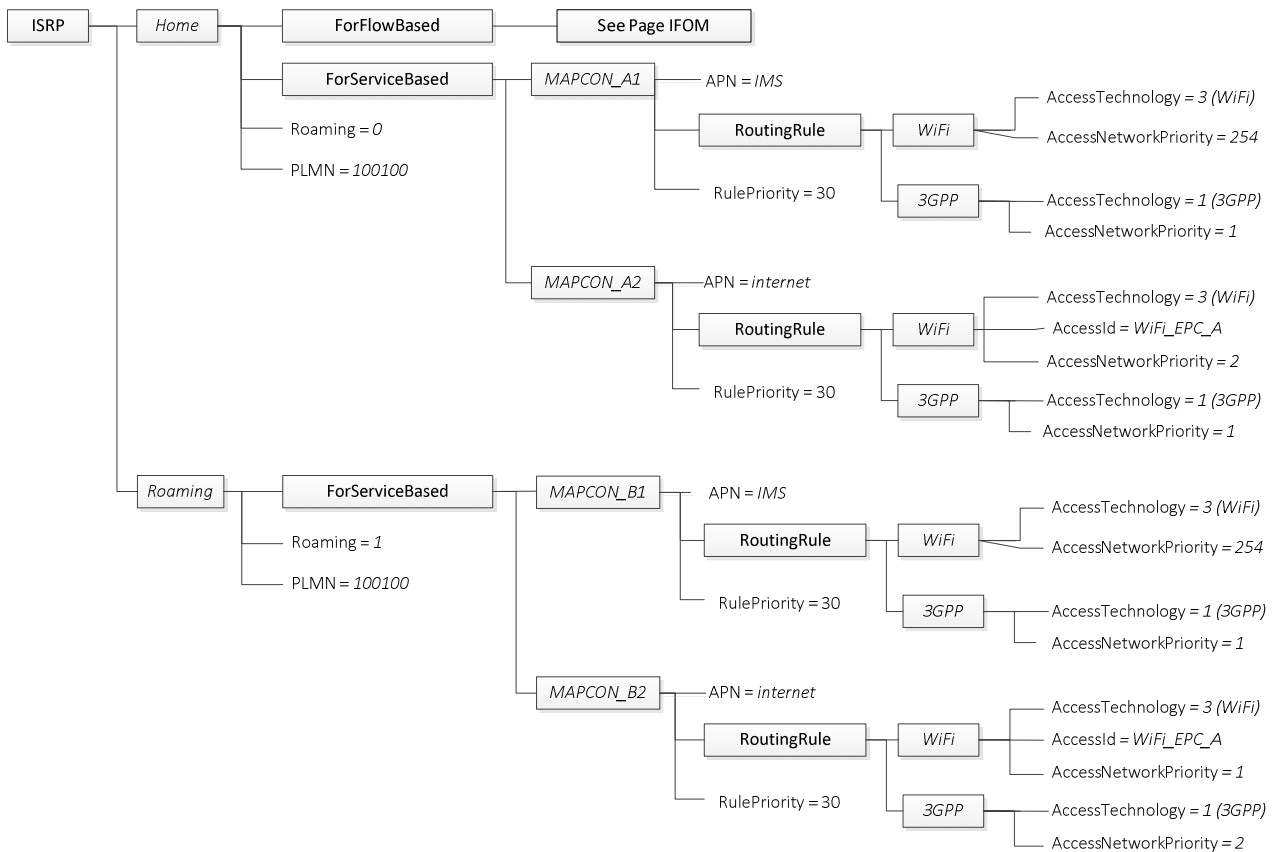 ISRP
Home
ForFlowBased
See Page IFOM
ForServiceBased
MAPCON_A1
APN = IMS
AccessTechnology = 3 (WiFi)
Roaming = 0
RoutingRule
WiFi
AccessNetworkPriority = 254
PLMN = 100100
RulePriority = 30
3GPP
AccessTechnology = 1 (3GPP)
AccessNetworkPriority = 1
MAPCON_A2
APN = internet
AccessTechnology = 3 (WiFi)
RoutingRule
WiFi
AccessId = WiFi_EPC_A
AccessNetworkPriority = 2
RulePriority = 30
3GPP
AccessTechnology = 1 (3GPP)
AccessNetworkPriority = 1
Roaming
ForServiceBased
MAPCON_B1
APN = IMS
AccessTechnology = 3 (WiFi)
Roaming = 1
RoutingRule
WiFi
AccessNetworkPriority = 254
PLMN = 100100
RulePriority = 30
3GPP
AccessTechnology = 1 (3GPP)
AccessNetworkPriority = 1
MAPCON_B2
APN = internet
AccessTechnology = 3 (WiFi)
RoutingRule
WiFi
AccessId = WiFi_EPC_A
AccessNetworkPriority = 1
RulePriority = 30
3GPP
AccessTechnology = 1 (3GPP)
AccessNetworkPriority = 2